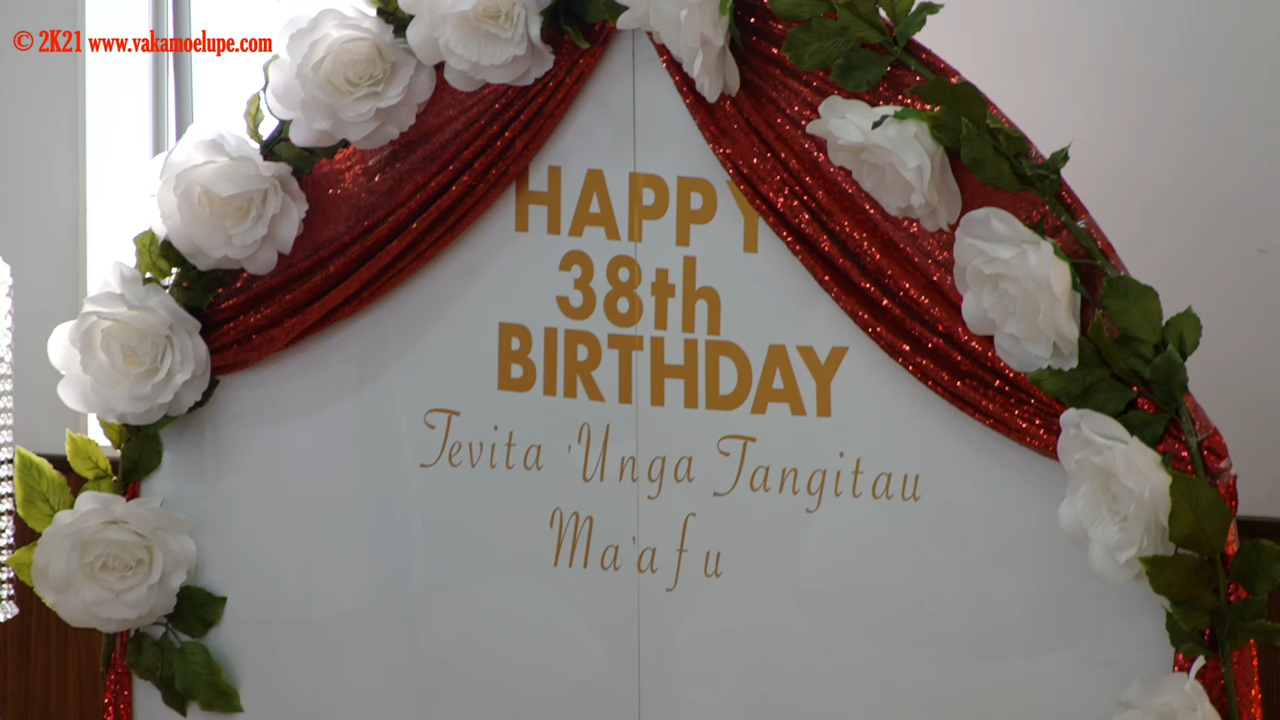 © 2K21 www.vakamoelupe.com
HAPPY
38th
BIRTHDAY
Tevita 'Unga Tangitau
Ma'afu